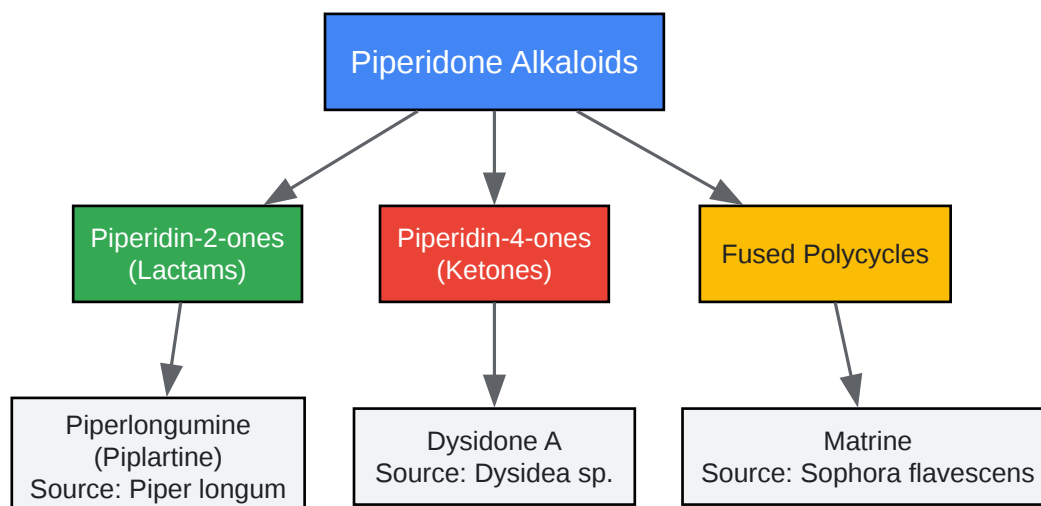 Piperidone Alkaloids
Piperidin-2-ones
(Lactams)
Piperidin-4-ones
(Ketones)
Fused Polycycles
Piperlongumine
(Piplartine)
Source: Piper longum
Dysidone A
Source: Dysidea sp.
Matrine
Source: Sophora flavescens